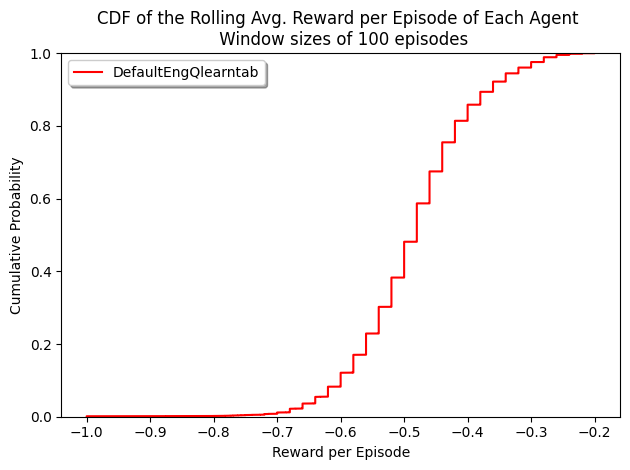 CDF of the Rolling Avg. Reward per Episode of Each Agent
Window sizes of 100 episodes
DefaultEngQlearntab
Cumulative Probability
1.0
0.8
0.6
0.4
0.2
0.0
−1.0 −0.9 −0.8 −0.7 −0.6 −0.5 −0.4 −0.3 −0.2
Reward per Episode